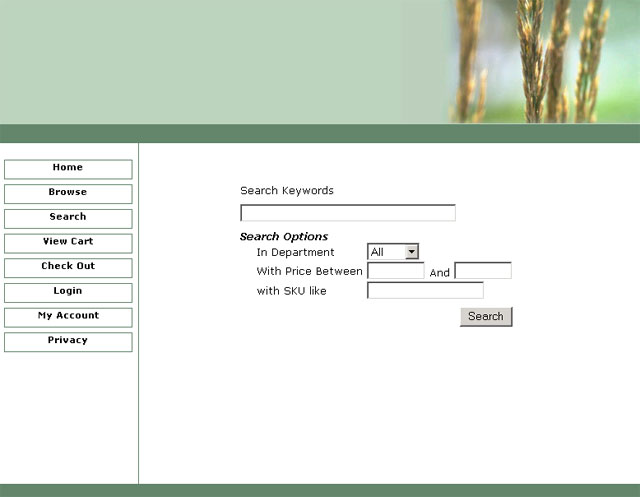 Home
Browse
Search
View Cart
Check Out
Login
My Account
Privacy
Search Keywords
Search Options
In Department All
With Price Between And
with SKU like
Search